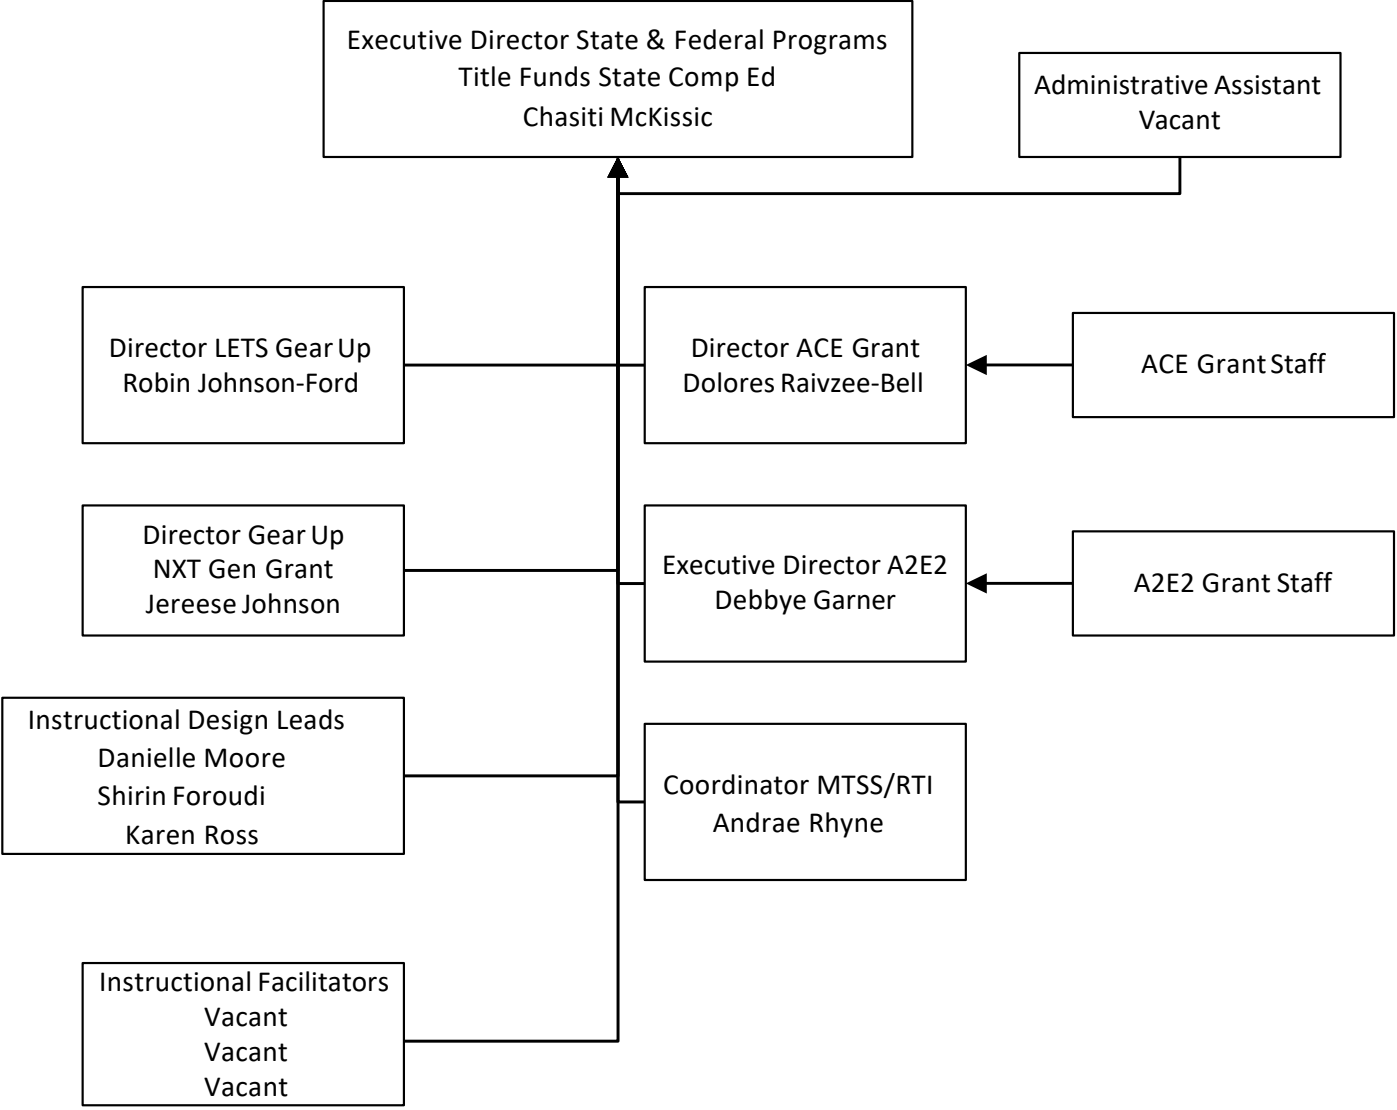 Executive Director State & Federal Programs
Title Funds State Comp Ed
Chasiti McKissic
Administrative Assistant
Vacant
Director LETS Gear Up
Robin Johnson-Ford
Director ACE Grant
Dolores Raivzee-Bell
ACE Grant Staff
Director Gear Up
NXT Gen Grant
Jereese Johnson
Executive Director A2E2
Debbye Garner
A2E2 Grant Staff
Instructional Design Leads
Danielle Moore
Shirin Foroudi
Karen Ross
Coordinator MTSS/RTI
Andrae Rhyne
Instructional Facilitators
Vacant
Vacant
Vacant